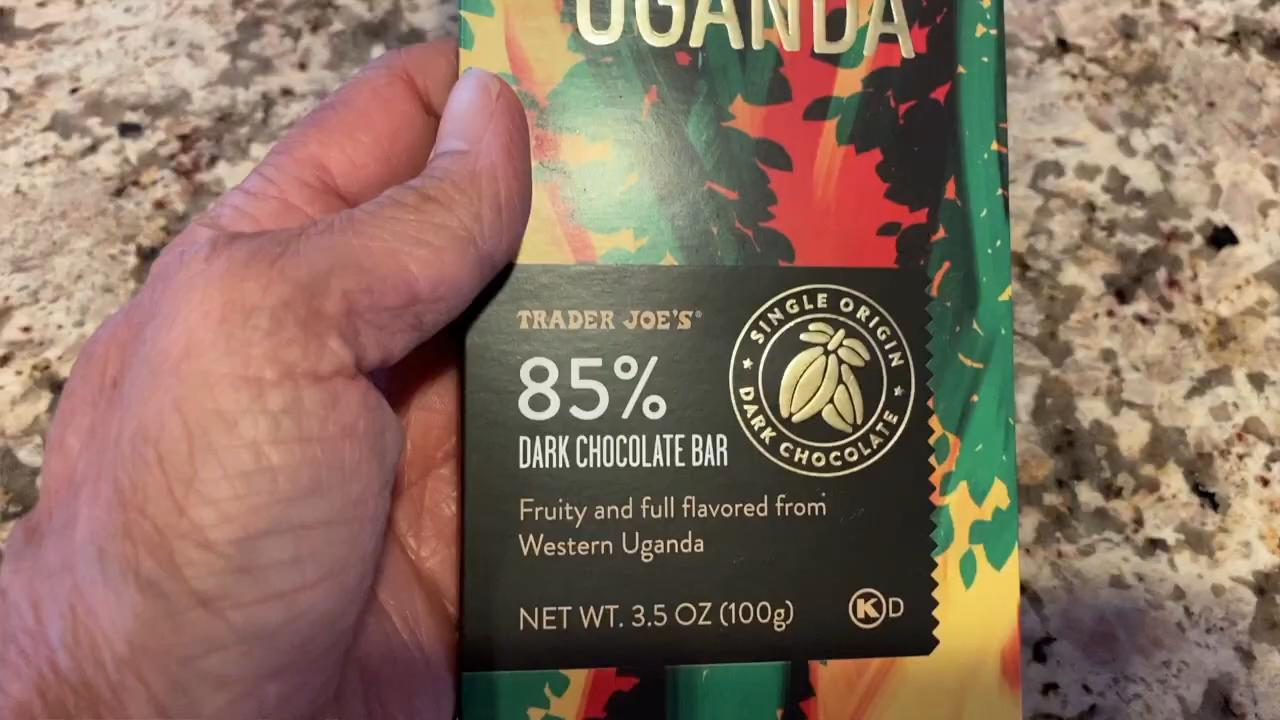 UGANDA
TRADER JOE'S®
85%
DARK CHOCOLATE BAR
SINGLE ORIGIN
★ DARK CHOCOLATE ★
Fruity and full flavored from
Western Uganda
NET WT. 3.5 OZ (100g)
K D